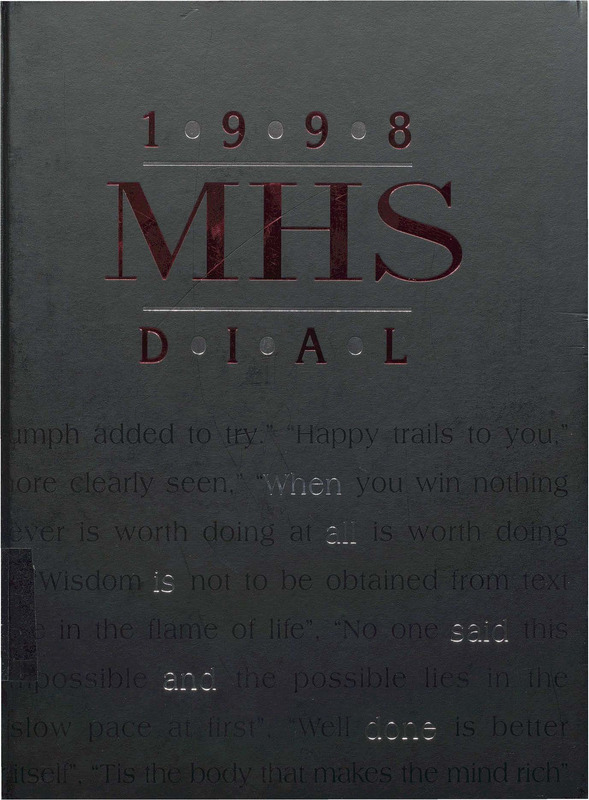 1•9•9•8
MHS
D•I•A•L
umph added to try." "Happy trails to you,"
ore clearly seen," "When you win nothing
ever is worth doing at all is worth doing
"Wisdom is not to be obtained from text
e in the flame of life", "No one said this
mpossible and the possible lies in the
slow pace at first", "Well done is better
itself", "Tis the body that makes the mind rich"